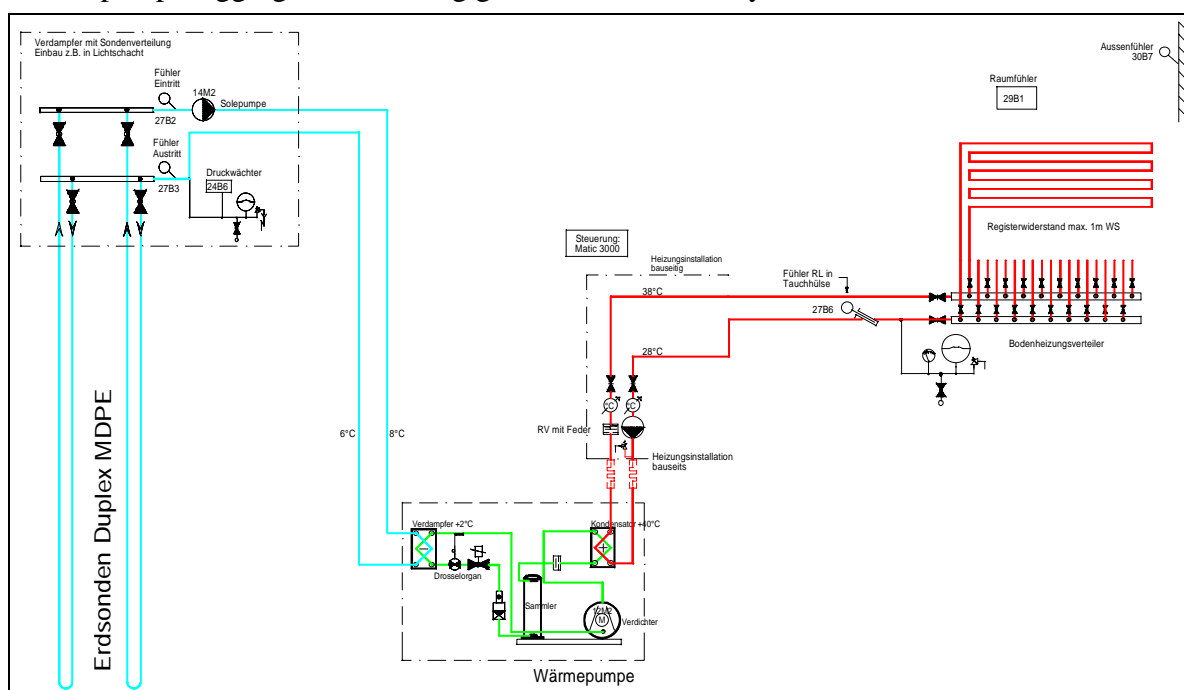 Verdampfer mit Sondenverteilung
Einbau z.B. in Lichtschacht
Fühler
Eintritt
14M2
Solepumpe
27B2
Fühler
Austritt
27B3
Druckwächter
24B6
Aussenfühler
30B7
Raumfühler
29B1
Registerwiderstand max. 1m WS
Steuerung:
Matic 3000
Heizungsinstallation
bauseitig
Fühler RL in
Tauchhülse
38°C
27B6
28°C
Bodenheizungsverteiler
°C
°C
RV mit Feder
Heizungsinstallation
bauseits
6°C
8°C
Erdsonden Duplex MDPE
Verdampfer +2°C
Kondensator +40°C
Drosselorgan
Sammler
12M2
M
Verdichter
Wärmepumpe